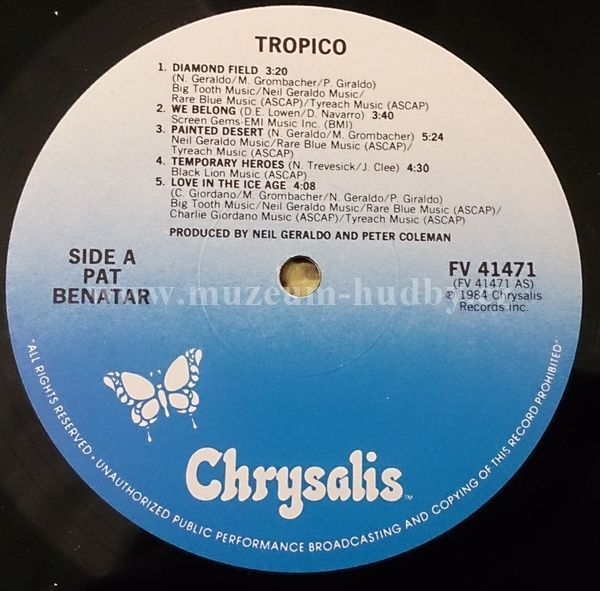 TROPICO
1. DIAMOND FIELD 3:20
(N. Geraldo/M. Grombacher/P. Giraldo)
Big Tooth Music/Neil Geraldo Music/
Rare Blue Music (ASCAP)/Tyreach Music (ASCAP)
2. WE BELONG (D.E. Lowen/D. Navarro) 3:40
Screen Gems-EMI Music Inc. (BMI)
3. PAINTED DESERT (N. Geraldo/M. Grombacher) 5:24
Neil Geraldo Music/Rare Blue Music (ASCAP)/
Tyreach Music (ASCAP)
4. TEMPORARY HEROES (N. Trevesick/J. Clee) 4:30
Black Lion Music (ASCAP)
5. LOVE IN THE ICE AGE 4:08
(C. Giordano/M. Grombacher/N. Geraldo/P. Giraldo)
Big Tooth Music/Neil Geraldo Music/Rare Blue Music (ASCAP)/
Charlie Giordano Music (ASCAP)/Tyreach Music (ASCAP)
PRODUCED BY NEIL GERALDO AND PETER COLEMAN
SIDE A
PAT
BENATAR
FV 41471
(FV 41471 AS)
℗ 1984 Chrysalis
Records Inc.
www.muzeum-hudby
Chrysalis™
"ALL RIGHTS RESERVED • UNAUTHORIZED PUBLIC PERFORMANCE BROADCASTING AND COPYING OF THIS RECORD PROHIBITED"